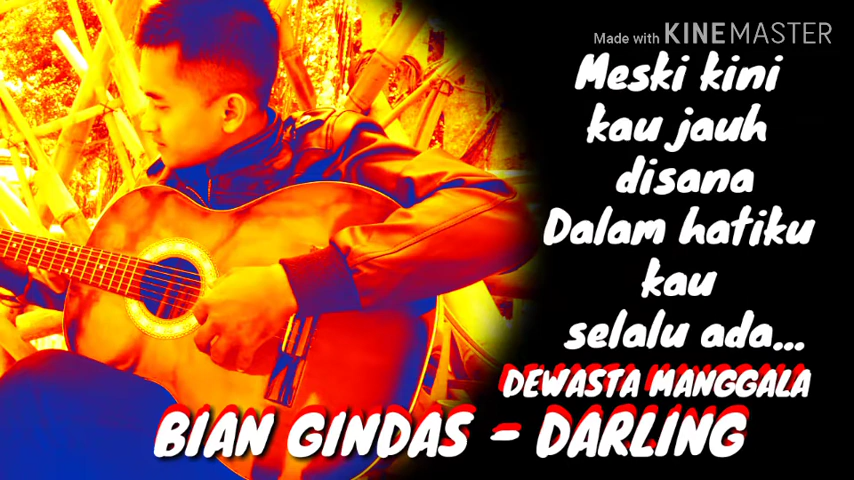 Made with KINEMASTER
Meski kini
kau jauh
disana
Dalam hatiku
kau
selalu ada...
DEWASTA MANGGALA
BIAN GINDAS - DARLING